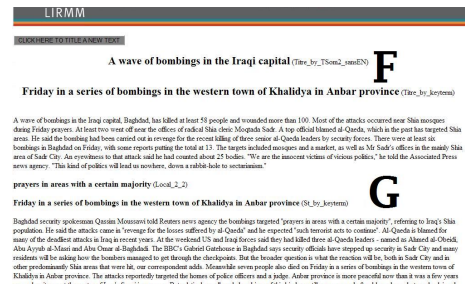 LIRMM
CLICK HERE TO TITLE A NEW TEXT
A wave of bombings in the Iraqi capital (Titre_by_TSom2_sansEN)
F
Friday in a series of bombings in the western town of Khalidya in Anbar province (Titre_by_keyterm)
A wave of bombings in the Iraqi capital, Baghdad, has killed at least 58 people and wounded more than 100. Most of the attacks occurred near Shia mosques
during Friday prayers. At least two went off near the offices of radical Shia cleric Moqtada Sadr. A top official blamed al-Qaeda, which in the past has targeted Shia
areas. He said the bombing had been carried out in revenge for the recent killing of three senior al-Qaeda leaders by security forces. There were at least six
bombings in Baghdad on Friday, with some reports putting the total at 13. The targets included mosques and a market, as well as Mr Sadr's offices in the mainly Shia
area of Sadr City. An eyewitness to that attack said he had counted about 25 bodies. "We are the innocent victims of vicious politics," he told the Associated Press
news agency. "This kind of politics will lead us nowhere, down a rabbit-hole to sectarianism."
prayers in areas with a certain majority (Local_2_2)
G
Friday in a series of bombings in the western town of Khalidya in Anbar province (St_by_keyterm)
Baghdad security spokesman Qassim Moussawi told Reuters news agency the bombings targeted "prayers in areas with a certain majority", referring to Iraq's Shia
population. He said the attacks came in "revenge for the losses suffered by al-Qaeda" and he expected "such terrorist acts to continue". Al-Qaeda is blamed for
many of the deadliest attacks in Iraq in recent years. At the weekend US and Iraqi forces said they had killed three al-Qaeda leaders - named as Ahmed al-Obeidi,
Abu Ayyub al-Masri and Abu Omar al-Baghdadi. The BBC's Gabriel Gatehouse in Baghdad says security officials have stepped up security in Sadr City and many
residents will be asking how the bombers managed to get through the checkpoints. But the broader question is what the reaction will be, both in Sadr City and in
other predominantly Shia areas that were hit, our correspondent adds. Meanwhile seven people also died on Friday in a series of bombings in the western town of
Khalidya in Anbar province. The attacks reportedly targeted the homes of police officers and a judge. Anbar province is more peaceful now than it was a few years